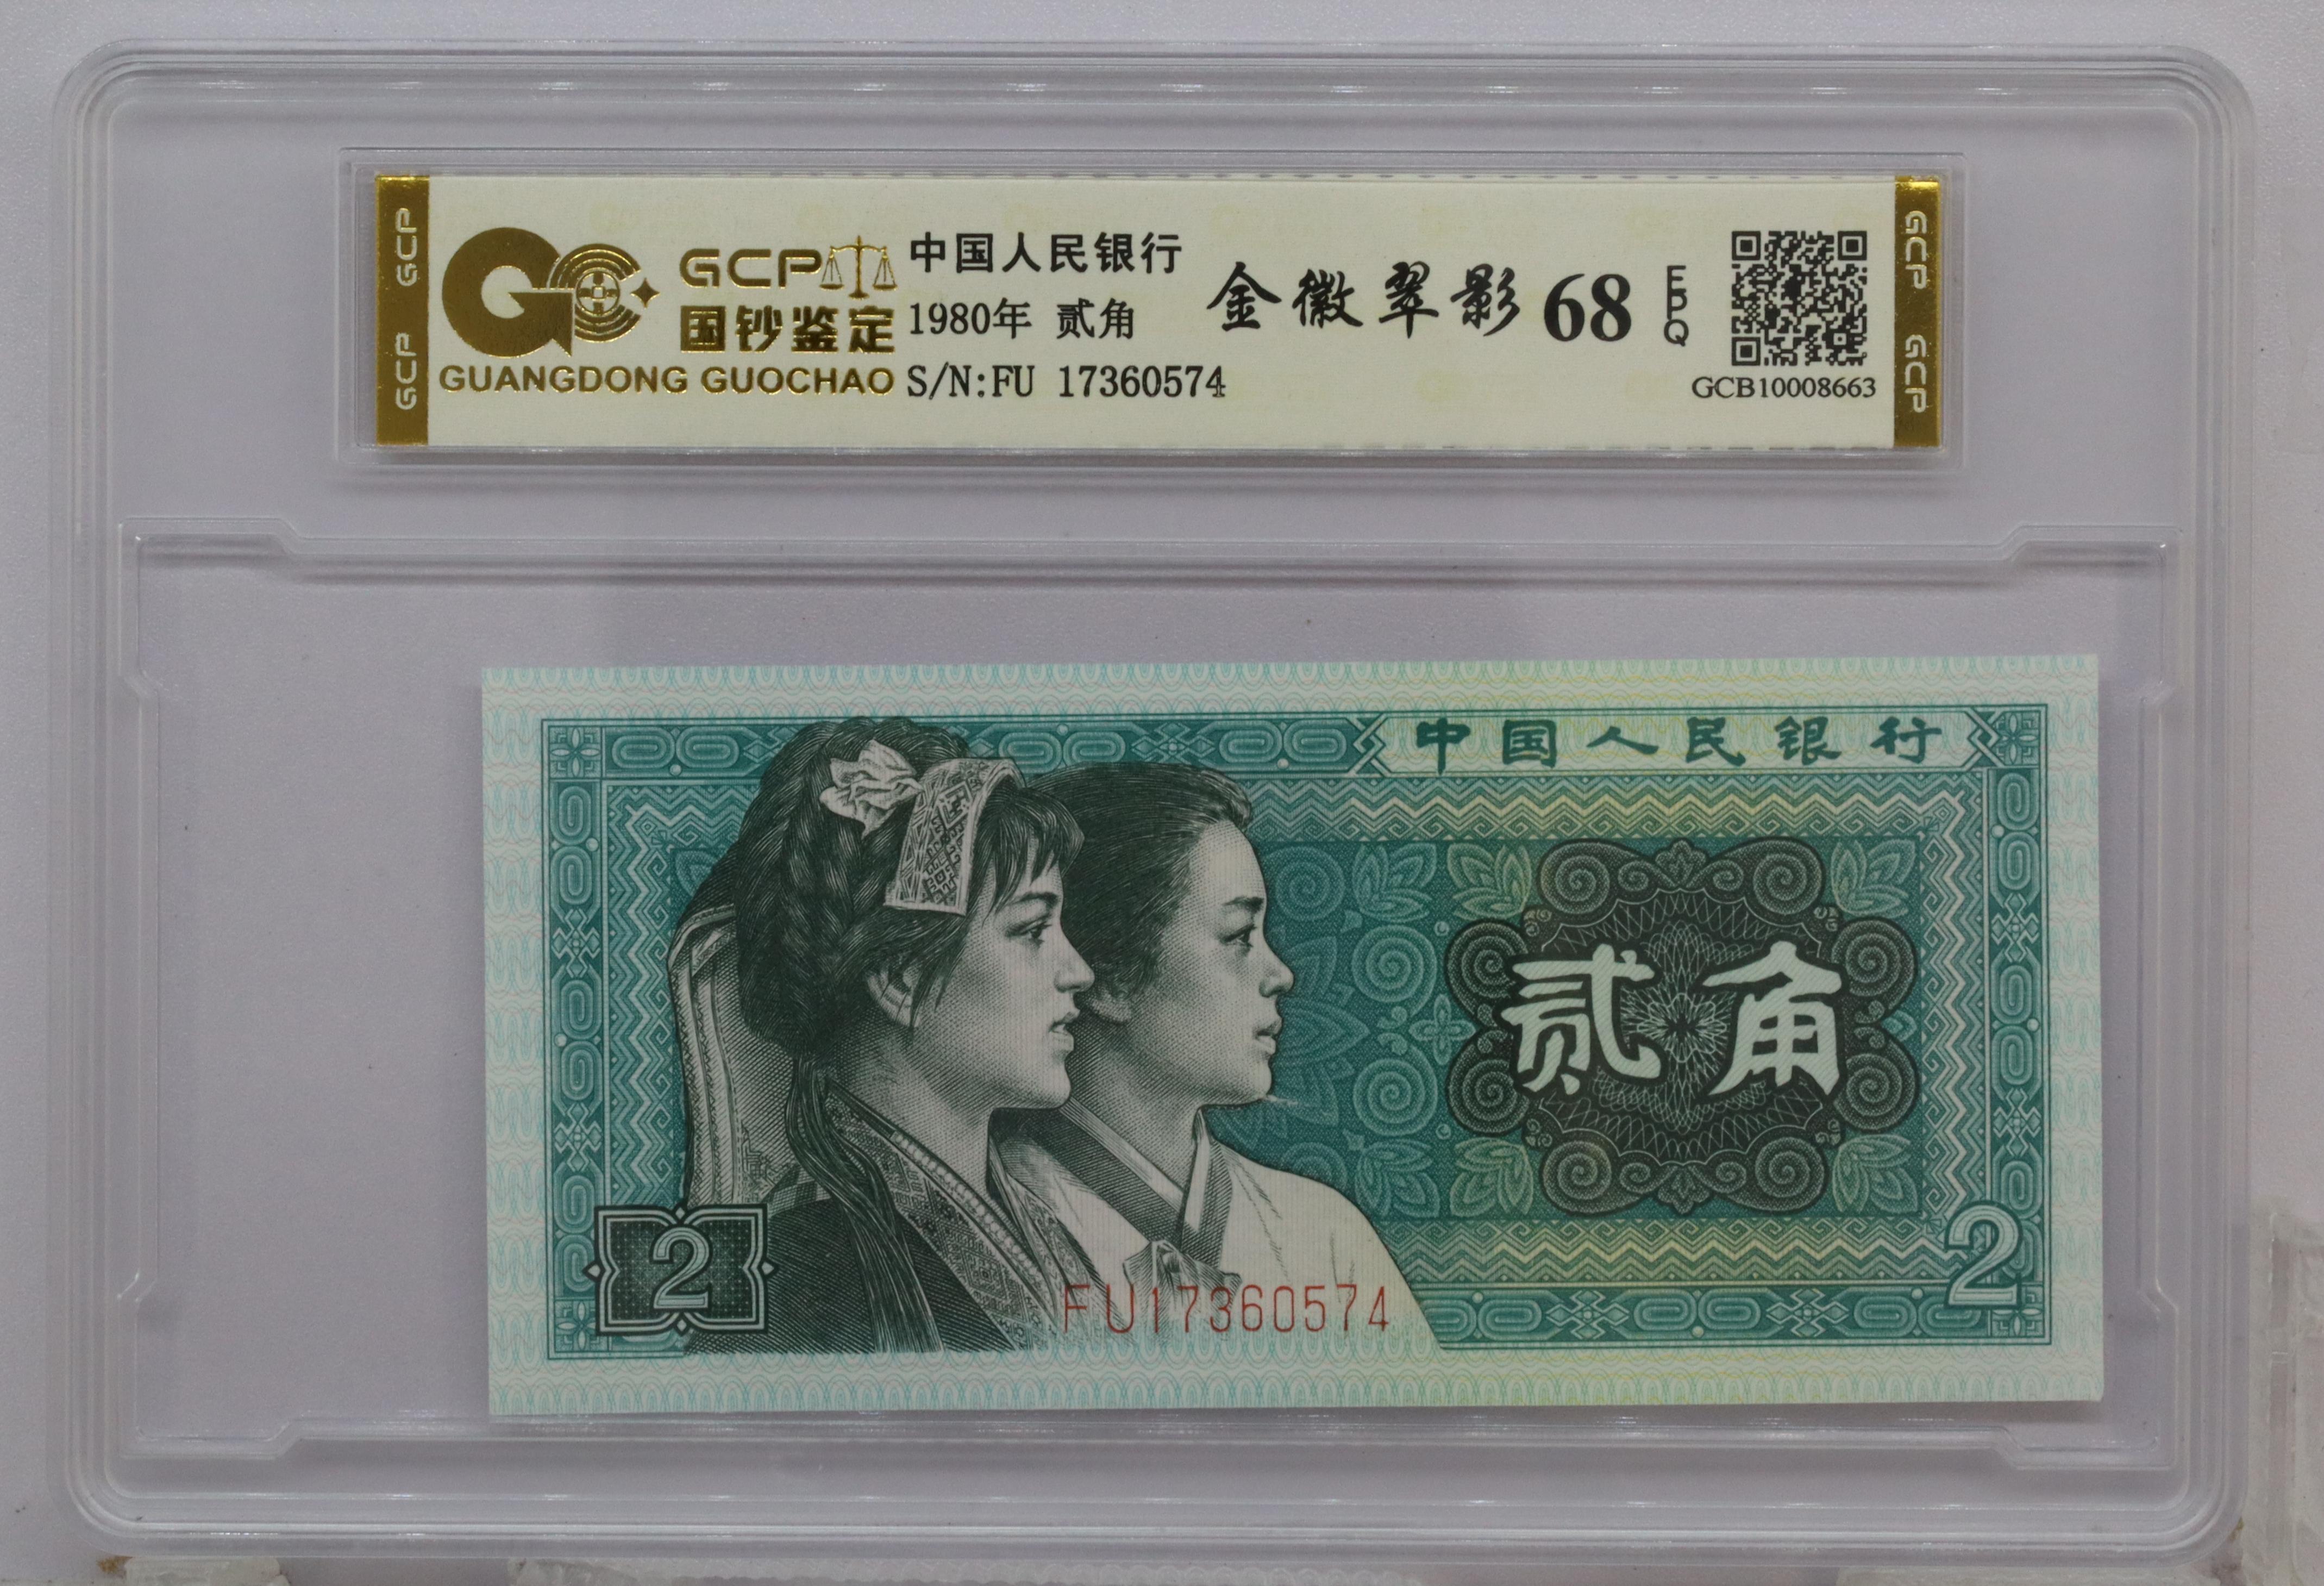 GCP 国钞鉴定
GUANGDONG GUOCHAO
中国人民银行
1980年 贰角
S/N:FU 17360574
金徽翠影 68 EPQ
GCB10008663
GCP GCP
GCP GCP
中国人民银行
贰角
2
2
FU17360574